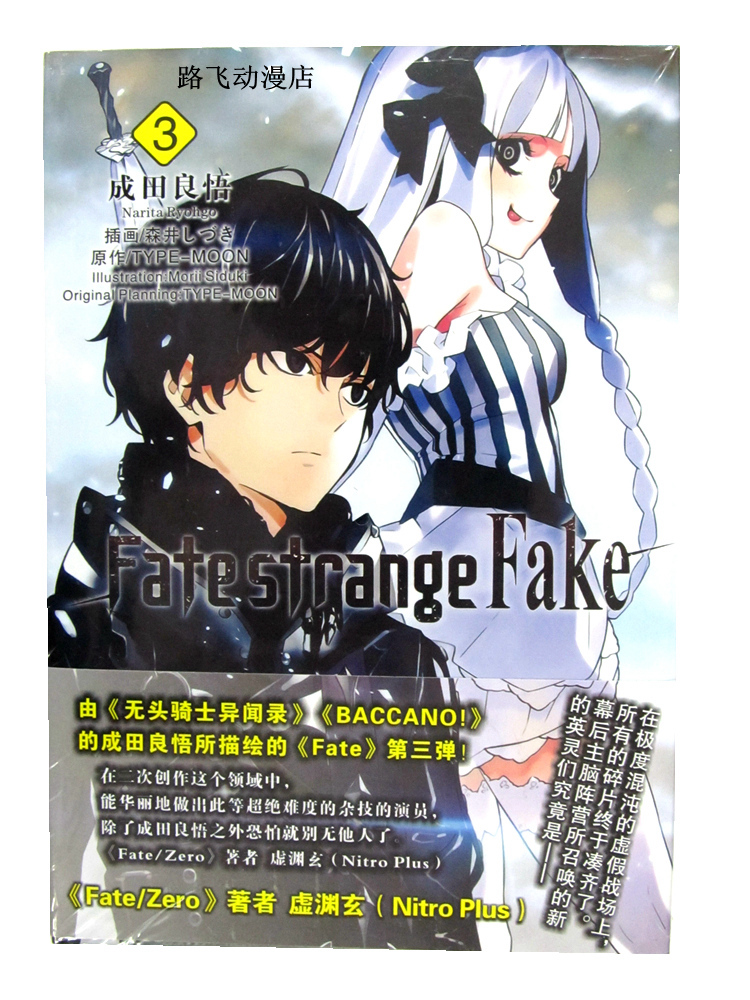 路飞动漫店
3
成田良悟
Narita Ryohgo
插画/森井しづき
原作/TYPE-MOON
Illustration:Morii Siduki
Original Planning:TYPE-MOON
Fate strange Fake
由《无头骑士异闻录》《BACCANO!》
的成田良悟所描绘的《Fate》第三弹!
在二次创作这个领域中,
能华丽地做出此等超绝难度的杂技的演员,
除了成田良悟之外恐怕就别无他人了。
《Fate/Zero》著者 虚渊玄(Nitro Plus)
《Fate/Zero》著者 虚渊玄(Nitro Plus)
在极度混沌的虚假战场上,
所有的碎片终于凑齐了。
幕后主脑阵营所召唤的新
的英灵们究竟是——